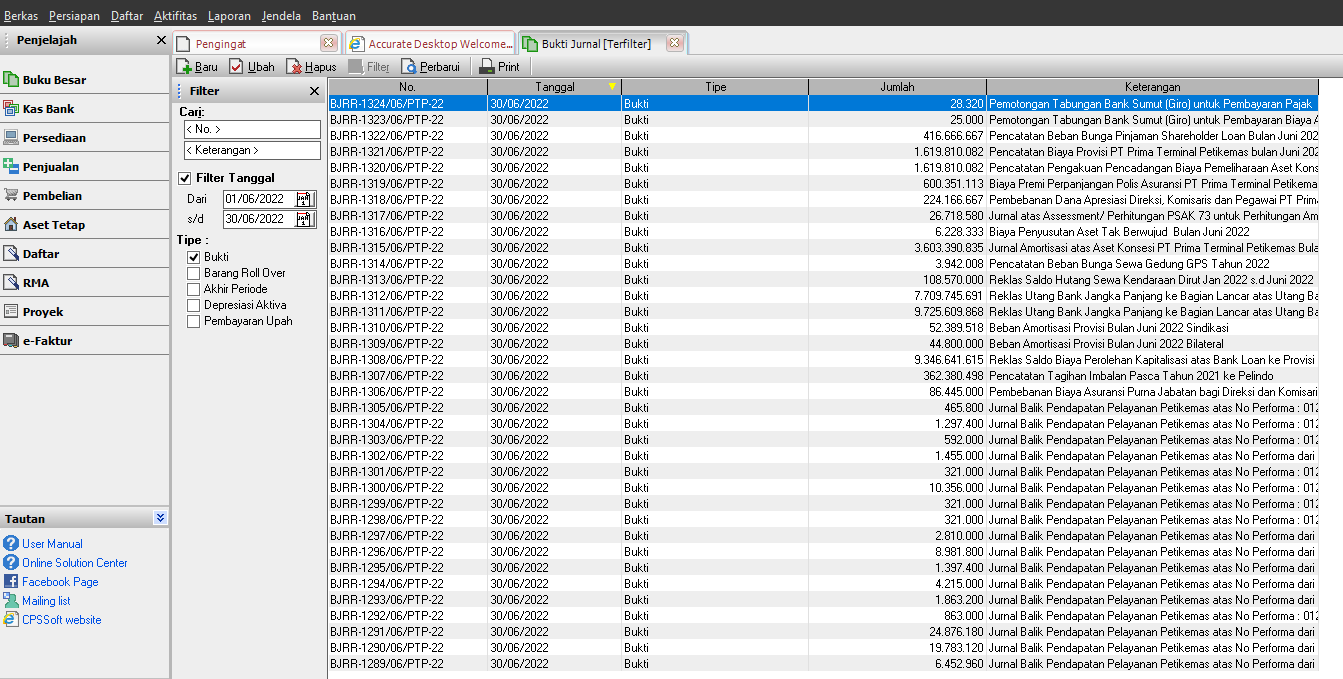 Berkas Persiapan Daftar Aktifitas Laporan Jendela Bantuan
Penjelajah
Pengingat
Accurate Desktop Welcome...
Bukti Jurnal [Terfilter]
Baru Ubah Hapus Filter Perbarui Print
Buku Besar
Kas Bank
Persediaan
Penjualan
Pembelian
Aset Tetap
Daftar
RMA
Proyek
e-Faktur
Tautan
User Manual
Online Solution Center
Facebook Page
Mailing list
CPSSoft website
Filter
Cari:
< No. >
< Keterangan >
Filter Tanggal
Dari 01/06/2022
s/d 30/06/2022
Tipe :
Bukti
Barang Roll Over
Akhir Periode
Depresiasi Aktiva
Pembayaran Upah
No. Tanggal Tipe Jumlah Keterangan
BJRR-1324/06/PTP-22 30/06/2022 Bukti 28.320 Pemotongan Tabungan Bank Sumut (Giro) untuk Pembayaran Pajak
BJRR-1323/06/PTP-22 30/06/2022 Bukti 25.000 Pemotongan Tabungan Bank Sumut (Giro) untuk Pembayaran Biaya A
BJRR-1322/06/PTP-22 30/06/2022 Bukti 416.666.667 Pencatatan Beban Bunga Pinjaman Shareholder Loan Bulan Juni 202
BJRR-1321/06/PTP-22 30/06/2022 Bukti 1.619.810.082 Pencatatan Biaya Provisi PT Prima Terminal Petikemas bulan Juni 202
BJRR-1320/06/PTP-22 30/06/2022 Bukti 1.619.810.082 Pencatatan Pengakuan Pencadangan Biaya Pemeliharaan Aset Kons
BJRR-1319/06/PTP-22 30/06/2022 Bukti 600.351.113 Biaya Premi Perpanjangan Polis Asuransi PT Prima Terminal Petikema
BJRR-1318/06/PTP-22 30/06/2022 Bukti 224.166.667 Pembebanan Dana Apresiasi Direksi, Komisaris dan Pegawai PT Prim
BJRR-1317/06/PTP-22 30/06/2022 Bukti 26.718.580 Jurnal atas Assessment/ Perhitungan PSAK 73 untuk Perhitungan Am
BJRR-1316/06/PTP-22 30/06/2022 Bukti 6.228.333 Biaya Penyusutan Aset Tak Berwujud Bulan Juni 2022
BJRR-1315/06/PTP-22 30/06/2022 Bukti 3.603.390.835 Jurnal Amortisasi atas Aset Konsesi PT Prima Terminal Petikemas Bula
BJRR-1314/06/PTP-22 30/06/2022 Bukti 3.942.008 Pencatatan Beban Bunga Sewa Gedung GPS Tahun 2022
BJRR-1313/06/PTP-22 30/06/2022 Bukti 108.570.000 Reklas Saldo Hutang Sewa Kendaraan Dirut Jan 2022 s.d Juni 2022
BJRR-1312/06/PTP-22 30/06/2022 Bukti 7.709.745.691 Reklas Utang Bank Jangka Panjang ke Bagian Lancar atas Utang Ba
BJRR-1311/06/PTP-22 30/06/2022 Bukti 9.725.609.868 Reklas Utang Bank Jangka Panjang ke Bagian Lancar atas Utang Ba
BJRR-1310/06/PTP-22 30/06/2022 Bukti 52.389.518 Beban Amortisasi Provisi Bulan Juni 2022 Sindikasi
BJRR-1309/06/PTP-22 30/06/2022 Bukti 44.800.000 Beban Amortisasi Provisi Bulan Juni 2022 Bilateral
BJRR-1308/06/PTP-22 30/06/2022 Bukti 9.346.641.615 Reklas Saldo Biaya Perolehan Kapitalisasi atas Bank Loan ke Provisi
BJRR-1307/06/PTP-22 30/06/2022 Bukti 362.380.498 Pencatatan Tagihan Imbalan Pasca Tahun 2021 ke Pelindo
BJRR-1306/06/PTP-22 30/06/2022 Bukti 86.445.000 Pembebanan Biaya Asuransi Purna Jabatan bagi Direksi dan Komisari
BJRR-1305/06/PTP-22 30/06/2022 Bukti 465.800 Jurnal Balik Pendapatan Pelayanan Petikemas atas No Performa : 012
BJRR-1304/06/PTP-22 30/06/2022 Bukti 1.297.400 Jurnal Balik Pendapatan Pelayanan Petikemas atas No Performa : 012
BJRR-1303/06/PTP-22 30/06/2022 Bukti 592.000 Jurnal Balik Pendapatan Pelayanan Petikemas atas No Performa : 012
BJRR-1302/06/PTP-22 30/06/2022 Bukti 1.455.000 Jurnal Balik Pendapatan Pelayanan Petikemas atas No Performa dari
BJRR-1301/06/PTP-22 30/06/2022 Bukti 321.000 Jurnal Balik Pendapatan Pelayanan Petikemas atas No Performa : 012
BJRR-1300/06/PTP-22 30/06/2022 Bukti 10.356.000 Jurnal Balik Pendapatan Pelayanan Petikemas atas No Performa : 012
BJRR-1299/06/PTP-22 30/06/2022 Bukti 321.000 Jurnal Balik Pendapatan Pelayanan Petikemas atas No Performa : 012
BJRR-1298/06/PTP-22 30/06/2022 Bukti 321.000 Jurnal Balik Pendapatan Pelayanan Petikemas atas No Performa : 012
BJRR-1297/06/PTP-22 30/06/2022 Bukti 2.810.000 Jurnal Balik Pendapatan Pelayanan Petikemas atas No Performa dari
BJRR-1296/06/PTP-22 30/06/2022 Bukti 8.981.800 Jurnal Balik Pendapatan Pelayanan Petikemas atas No Performa dari
BJRR-1295/06/PTP-22 30/06/2022 Bukti 1.397.400 Jurnal Balik Pendapatan Pelayanan Petikemas atas No Performa dari
BJRR-1294/06/PTP-22 30/06/2022 Bukti 4.215.000 Jurnal Balik Pendapatan Pelayanan Petikemas atas No Performa dari
BJRR-1293/06/PTP-22 30/06/2022 Bukti 1.863.200 Jurnal Balik Pendapatan Pelayanan Petikemas atas No Performa dari
BJRR-1292/06/PTP-22 30/06/2022 Bukti 863.000 Jurnal Balik Pendapatan Pelayanan Petikemas atas No Performa : 012
BJRR-1291/06/PTP-22 30/06/2022 Bukti 24.876.180 Jurnal Balik Pendapatan Pelayanan Petikemas atas No Performa dari
BJRR-1290/06/PTP-22 30/06/2022 Bukti 19.783.120 Jurnal Balik Pendapatan Pelayanan Petikemas atas No Performa dari
BJRR-1289/06/PTP-22 30/06/2022 Bukti 6.452.960 Jurnal Balik Pendapatan Pelayanan Petikemas atas No Performa dari